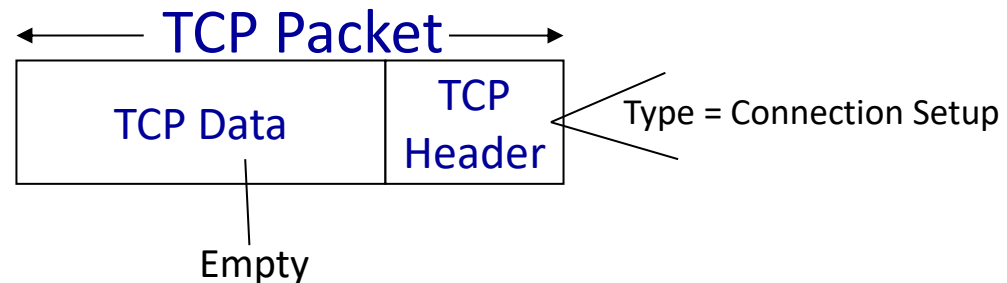 TCP Packet
TCP Data
TCP
Header
Type = Connection Setup
Empty